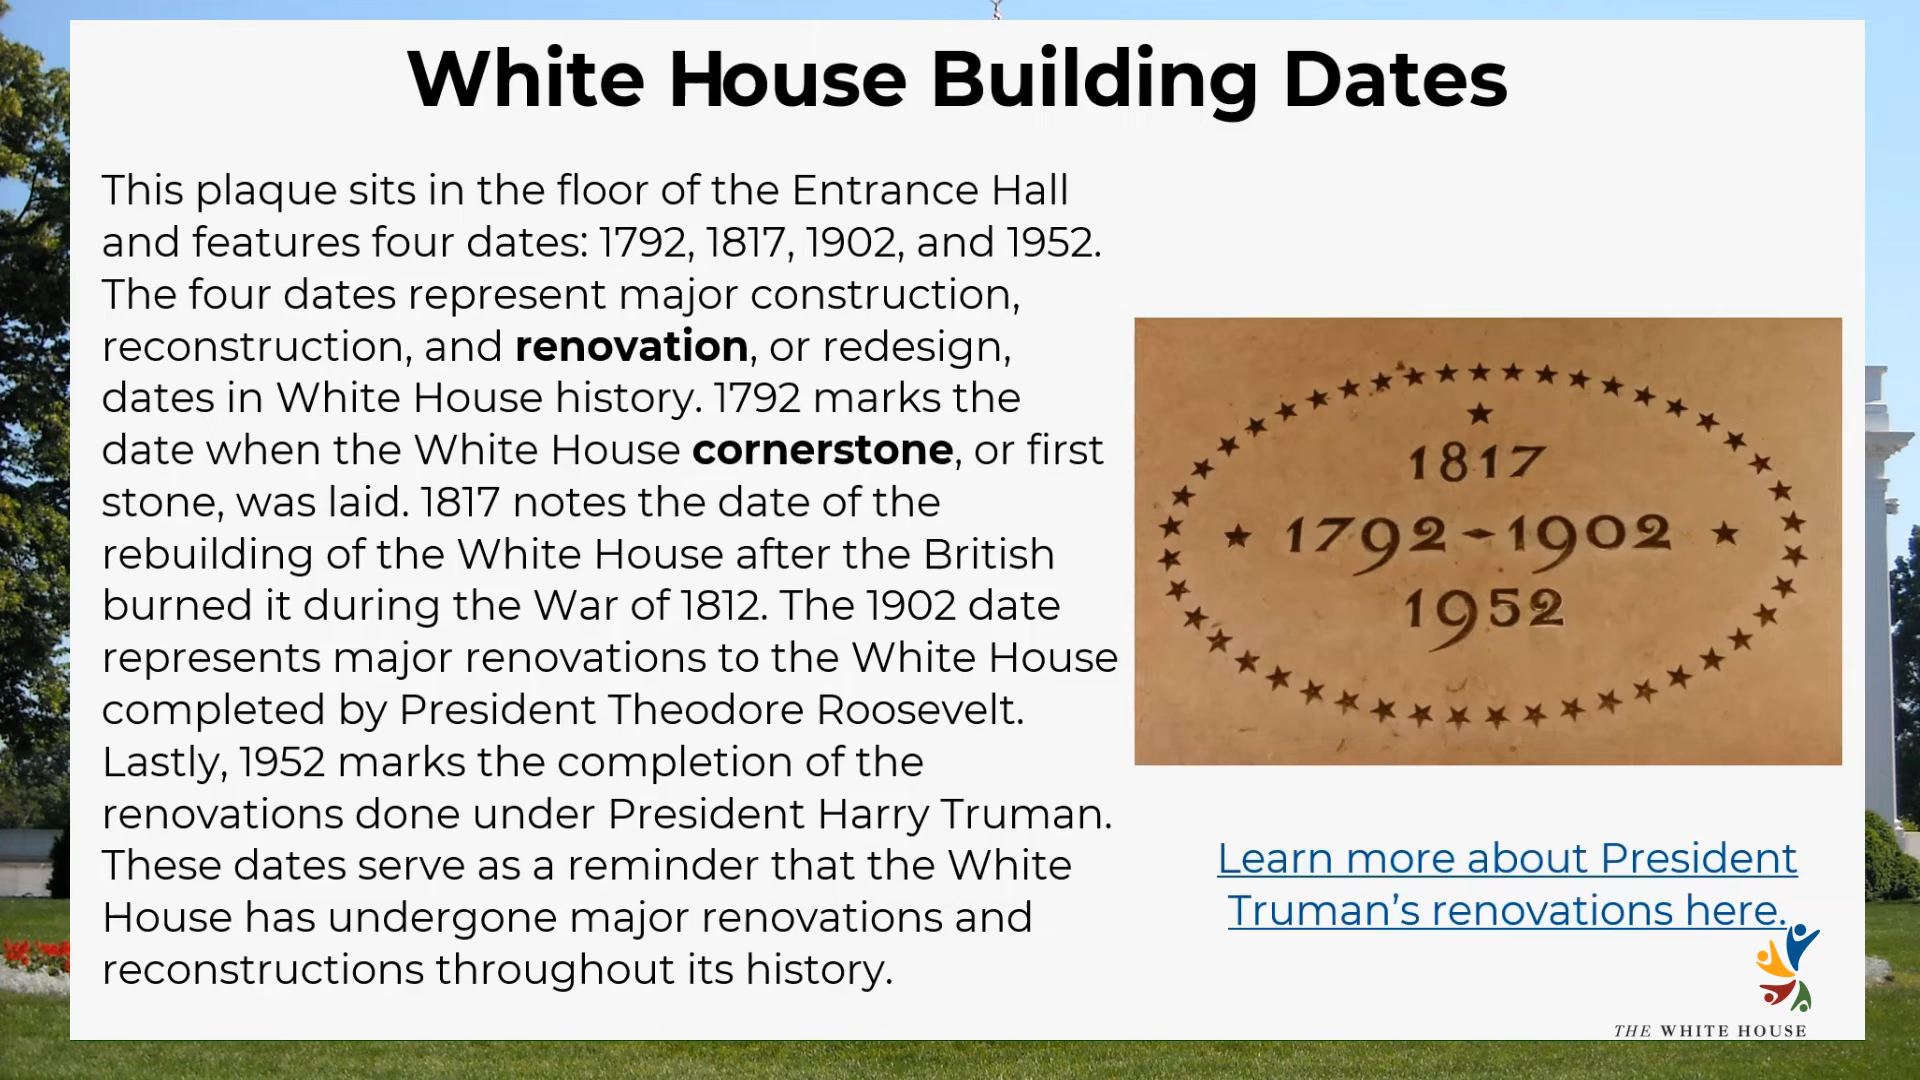 White House Building Dates
This plaque sits in the floor of the Entrance Hall
and features four dates: 1792, 1817, 1902, and 1952.
The four dates represent major construction,
reconstruction, and renovation, or redesign,
dates in White House history. 1792 marks the
date when the White House cornerstone, or first
stone, was laid. 1817 notes the date of the
rebuilding of the White House after the British
burned it during the War of 1812. The 1902 date
represents major renovations to the White House
completed by President Theodore Roosevelt.
Lastly, 1952 marks the completion of the
renovations done under President Harry Truman.
These dates serve as a reminder that the White
House has undergone major renovations and
reconstructions throughout its history.
1817
1792-1902
1952
Learn more about President
Truman’s renovations here.
THE WHITE HOUSE